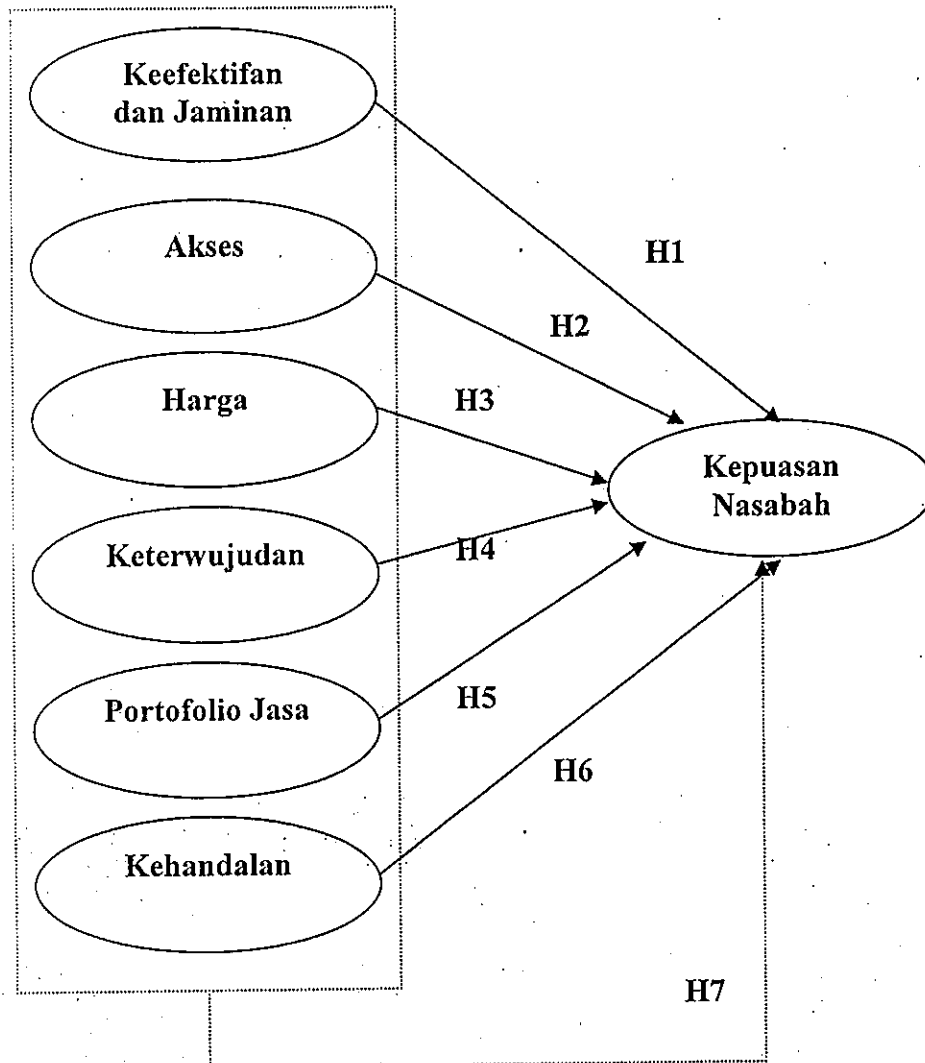 Keefektifan
dan Jaminan
Akses
H1
H2
Harga
H3
Kepuasan
Nasabah
Keterwujudan
H4
Portofolio Jasa
H5
H6
Kehandalan
H7